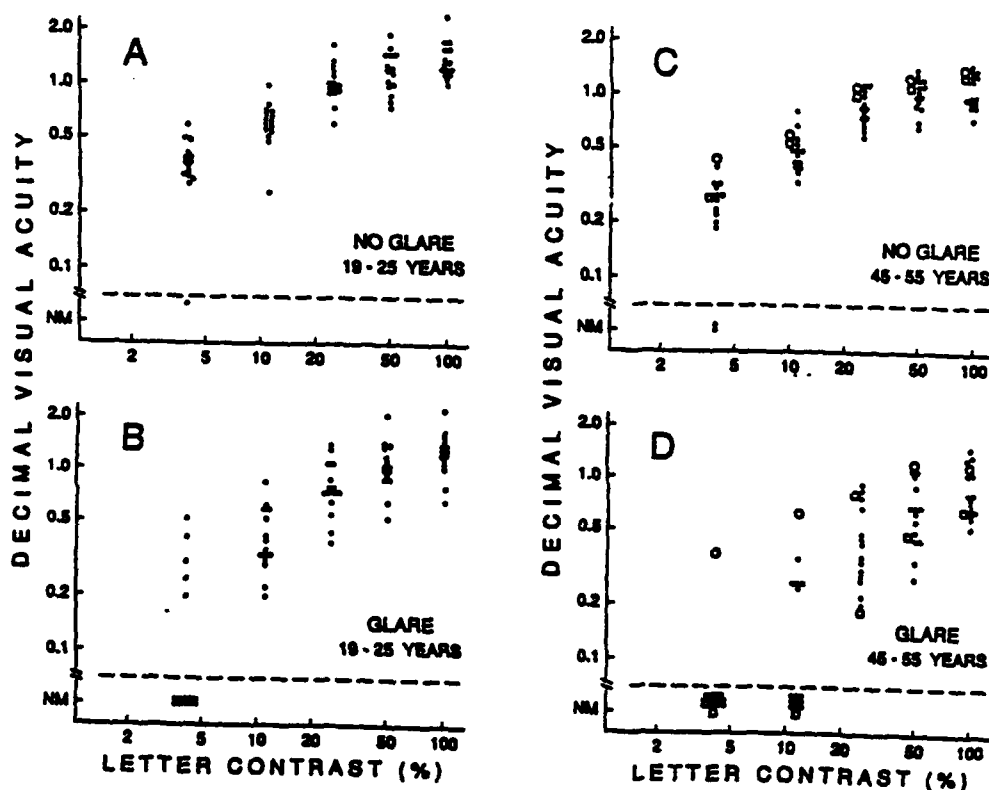 A
DECIMAL VISUAL ACUITY
2.0
1.0
0.5
0.2
0.1
NM
NO GLARE
19 - 25 YEARS
2 5 10 20 50 100
B
2.0
1.0
0.5
0.2
0.1
NM
GLARE
19 - 25 YEARS
2 5 10 20 50 100
LETTER CONTRAST (%)
C
DECIMAL VISUAL ACUITY
2.0
1.0
0.5
0.2
0.1
NM
NO GLARE
45 - 55 YEARS
2 5 10 20 50 100
D
2.0
1.0
0.5
0.2
0.1
NM
GLARE
45 - 55 YEARS
2 5 10 20 50 100
LETTER CONTRAST (%)